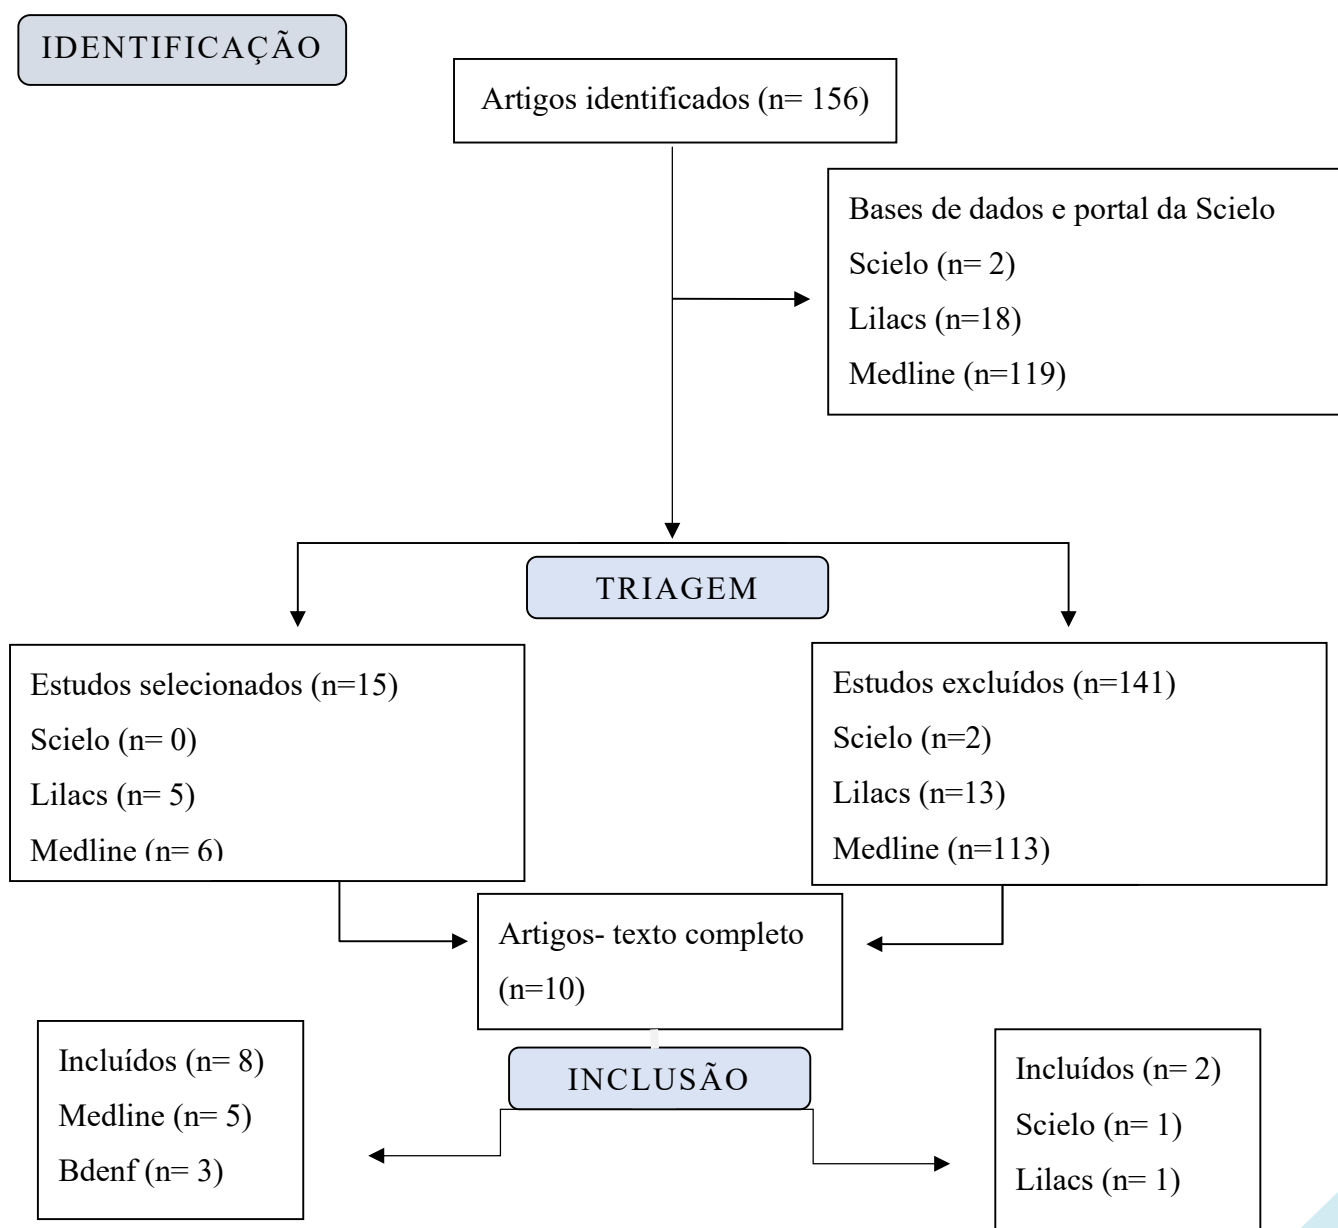 IDENTIFICAÇÃO
Artigos identificados (n= 156)
Bases de dados e portal da Scielo
Scielo (n= 2)
Lilacs (n=18)
Medline (n=119)
TRIAGEM
Estudos selecionados (n=15)
Scielo (n= 0)
Lilacs (n= 5)
Medline (n= 6)
Estudos excluídos (n=141)
Scielo (n=2)
Lilacs (n=13)
Medline (n=113)
Artigos- texto completo
(n=10)
INCLUSÃO
Incluídos (n= 8)
Medline (n= 5)
Bdenf (n= 3)
Incluídos (n= 2)
Scielo (n= 1)
Lilacs (n= 1)